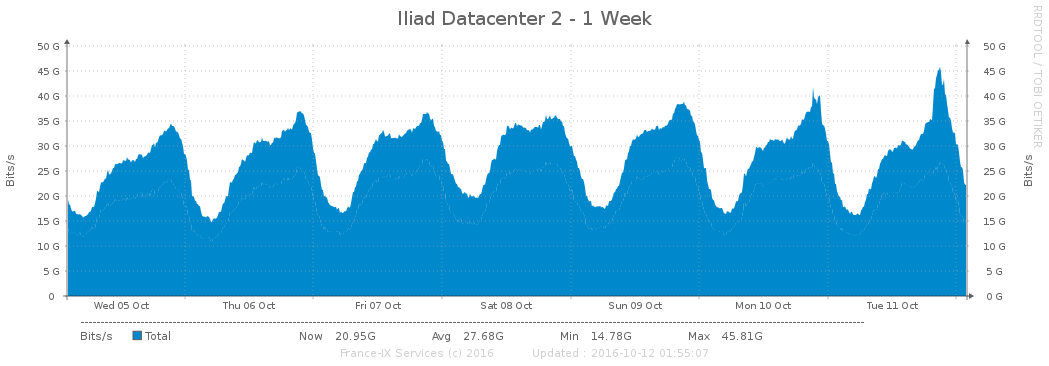 Iliad Datacenter 2 - 1 Week
RRDTOOL / TOBI OETIKER
Bits/s
50 G 50 G
45 G 45 G
40 G 40 G
35 G 35 G
30 G 30 G
25 G 25 G
20 G 20 G
15 G 15 G
10 G 10 G
5 G 5 G
0 0 G
Bits/s
Wed 05 Oct Thu 06 Oct Fri 07 Oct Sat 08 Oct Sun 09 Oct Mon 10 Oct Tue 11 Oct
Bits/s Total Now 20.95G Avg 27.68G Min 14.78G Max 45.81G
France-IX Services (c) 2016 Updated : 2016-10-12 01:55:07